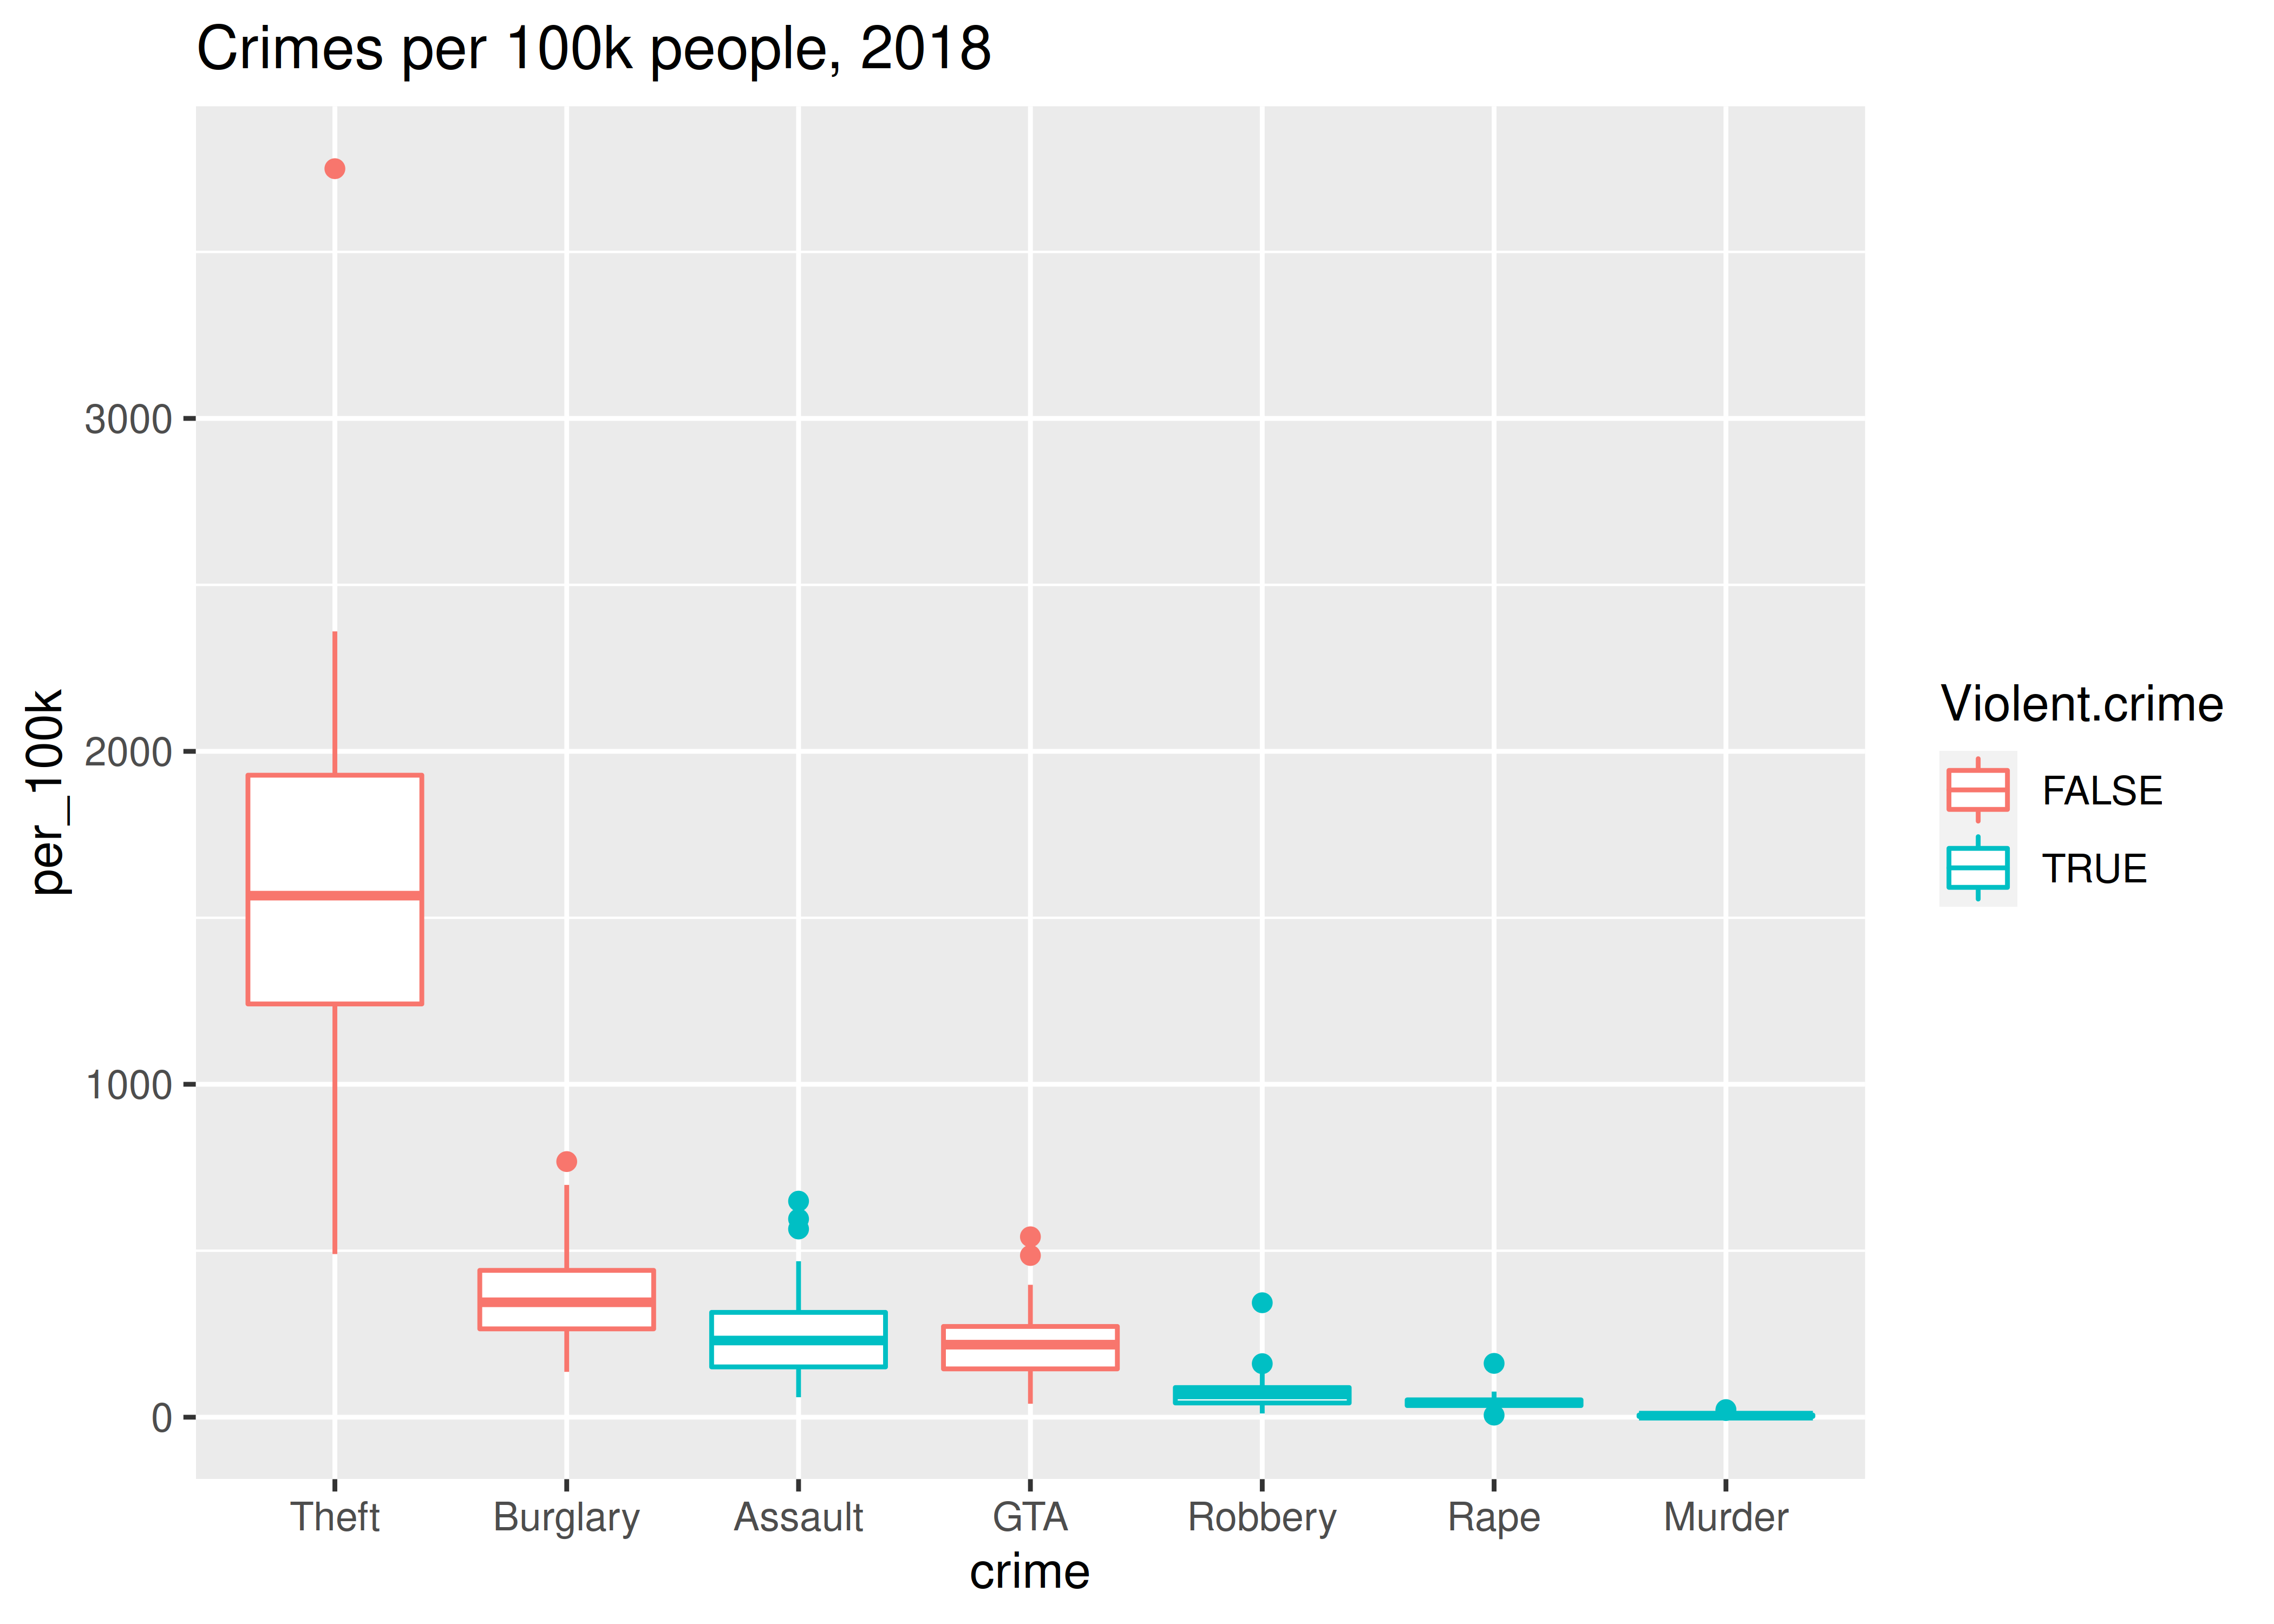 Crimes per 100k people, 2018
per_100k
3000
2000
1000
0
Theft Burglary Assault GTA Robbery Rape Murder
crime
Violent.crime
FALSE
TRUE